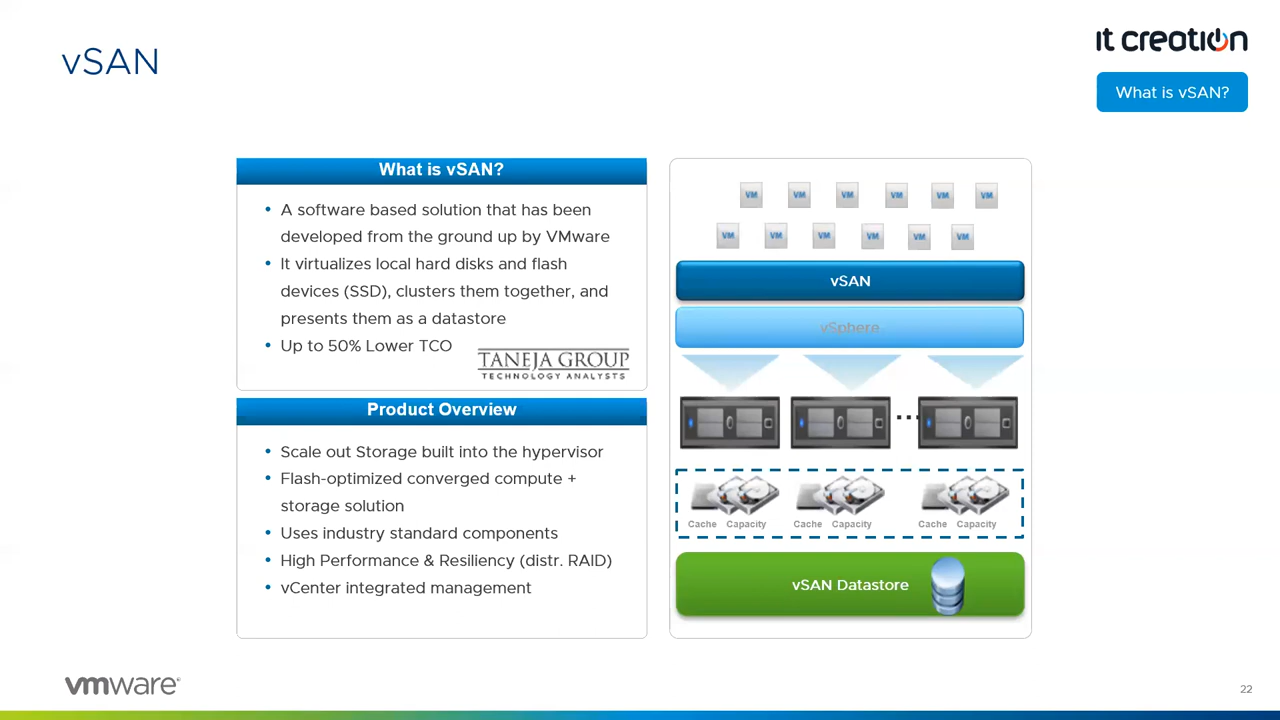 vSAN
it creation
What is vSAN?
What is vSAN?
• A software based solution that has been
developed from the ground up by VMware
• It virtualizes local hard disks and flash
devices (SSD), clusters them together, and
presents them as a datastore
• Up to 50% Lower TCO
TANEJA GROUP
TECHNOLOGY ANALYSTS
Product Overview
• Scale out Storage built into the hypervisor
• Flash-optimized converged compute +
storage solution
• Uses industry standard components
• High Performance & Resiliency (distr. RAID)
• vCenter integrated management
VM VM VM VM VM VM
VM VM VM VM VM VM
vSAN
vSphere
...
Cache Capacity Cache Capacity Cache Capacity
vSAN Datastore
vmware®
22